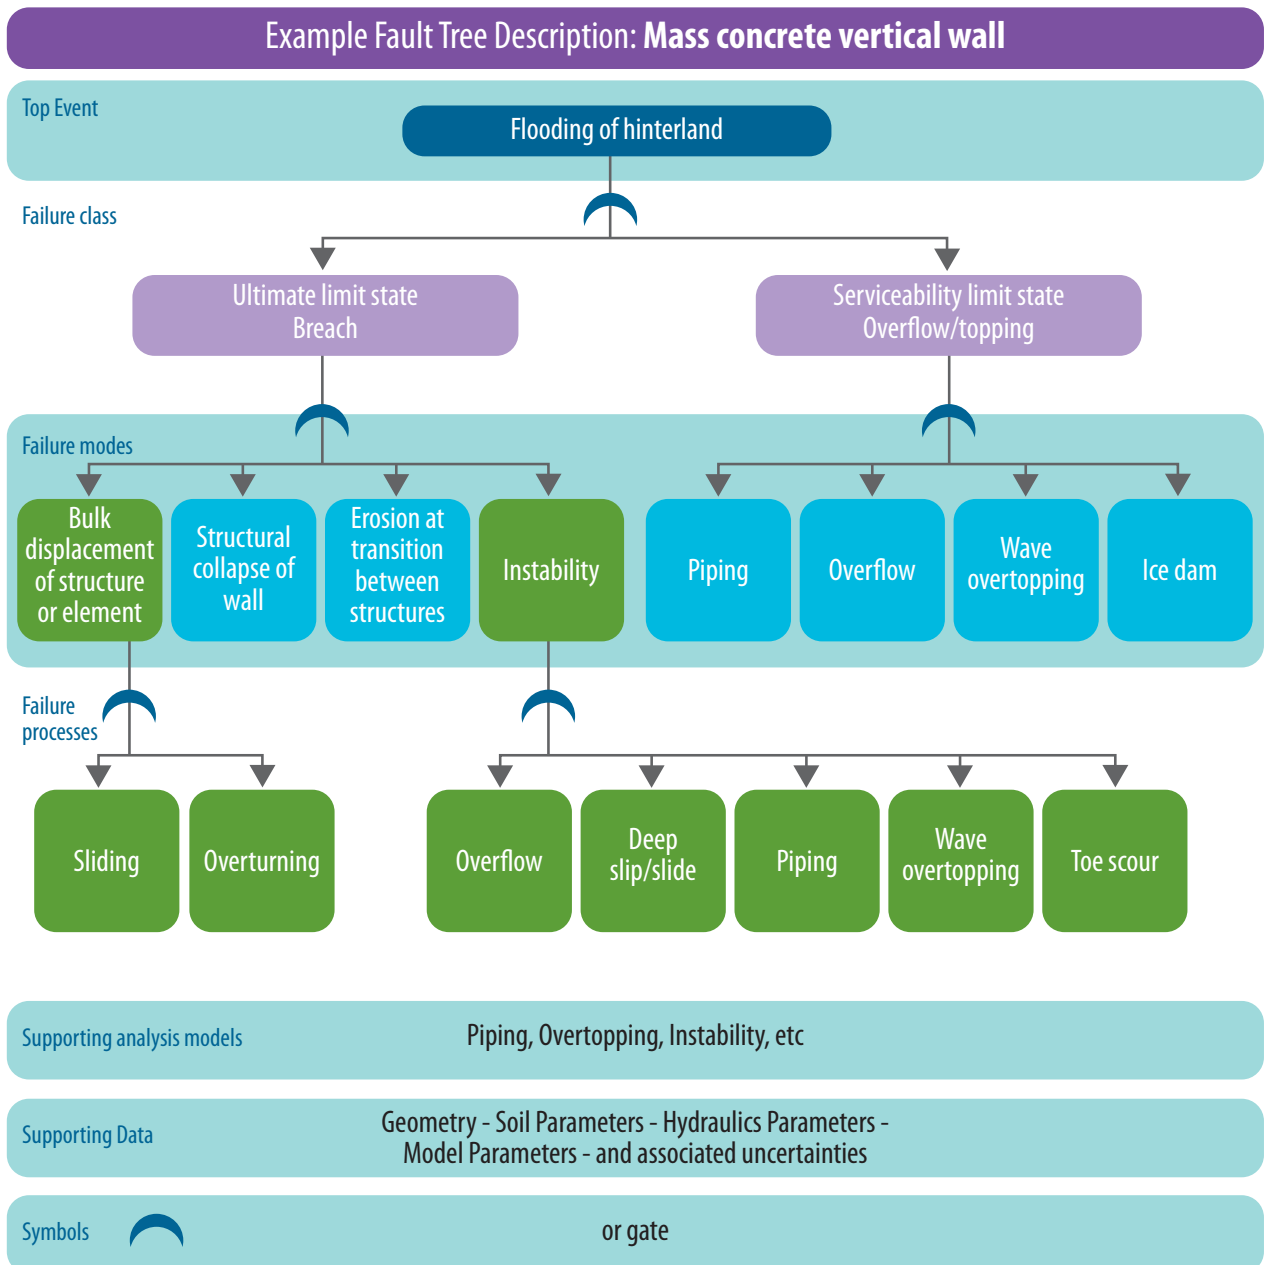 Example Fault Tree Description: Mass concrete vertical wall
Top Event
Flooding of hinterland
Failure class
Ultimate limit state
Breach
Serviceability limit state
Overflow/topping
Failure modes
Bulk
displacement
of structure
or element
Structural
collapse of
wall
Erosion at
transition
between
structures
Instability
Piping
Overflow
Wave
overtopping
Ice dam
Failure
processes
Sliding
Overturning
Overflow
Deep
slip/slide
Piping
Wave
overtopping
Toe scour
Supporting analysis models
Piping, Overtopping, Instability, etc
Supporting Data
Geometry - Soil Parameters - Hydraulics Parameters -
Model Parameters - and associated uncertainties
Symbols
or gate